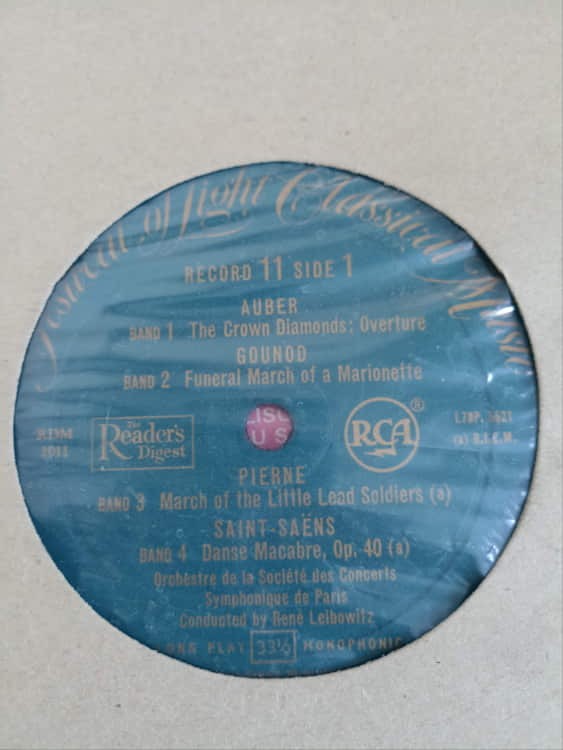 Festival of Light Classical Music
RECORD 11 SIDE 1
AUBER
BAND 1 The Crown Diamonds: Overture
GOUNOD
BAND 2 Funeral March of a Marionette
RDM
The
Reader's
Digest
RCA
®
(a) B.I.E.M.
PIERNE
BAND 3 March of the Little Lead Soldiers (a)
SAINT-SAËNS
BAND 4 Danse Macabre, Op. 40 (a)
Orchestre de la Société des Concerts
Symphonique de Paris
Conducted by René Leibowitz
LONG PLAY 33⅓ MONOPHONIC